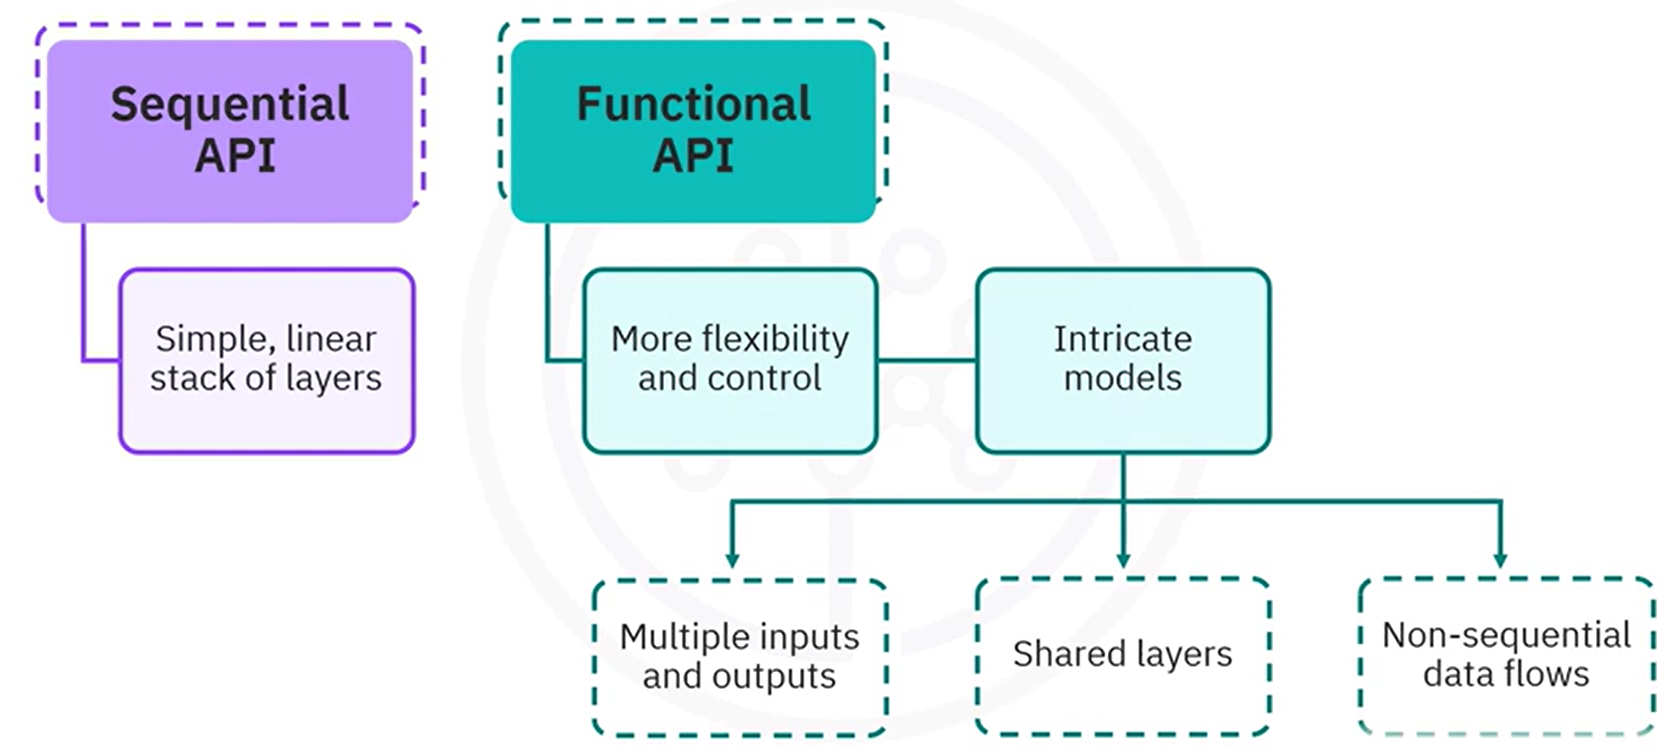 Sequential
API
Functional
API
Simple, linear
stack of layers
More flexibility
and control
Intricate
models
Multiple inputs
and outputs
Shared layers
Non-sequential
data flows